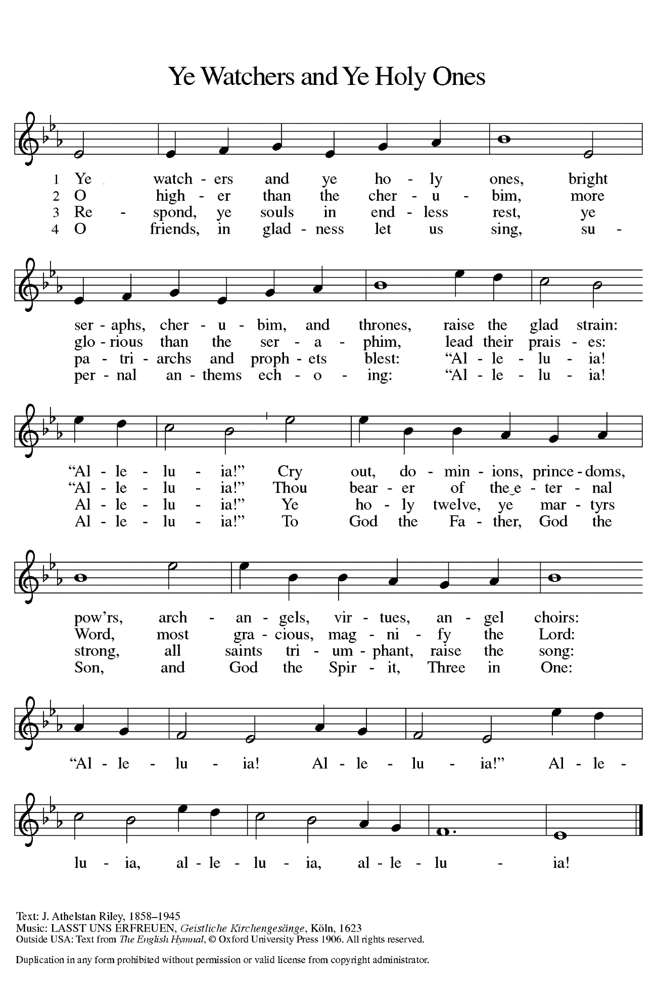 Ye Watchers and Ye Holy Ones
1 Ye watch - ers and ye ho - ly ones, bright
2 O high - er than the cher - u - bim, more
3 Re - spond, ye souls in end - less rest, ye
4 O friends, in glad - ness let us sing, su -
ser - aphs, cher - u - bim, and thrones, raise the glad strain:
glo - rious than the ser - a - phim, lead their prais - es:
pa - tri - archs and proph - ets blest: “Al - le - lu - ia!
per - nal an - thems ech - o - ing: “Al - le - lu - ia!
“Al - le - lu - ia!” Cry out, do - min - ions, prince - doms,
“Al - le - lu - ia!” Thou bear - er of the‿e - ter - nal
Al - le - lu - ia!” Ye ho - ly twelve, ye mar - tyrs
Al - le - lu - ia!” To God the Fa - ther, God the
pow’rs, arch - an - gels, vir - tues, an - gel choirs:
Word, most gra - cious, mag - ni - fy the Lord:
strong, all saints tri - um - phant, raise the song:
Son, and God the Spir - it, Three in One:
“Al - le - lu - ia! Al - le - lu - ia!” Al - le -
lu - ia, al - le - lu - ia, al - le - lu - ia!
Text: J. Athelstan Riley, 1858–1945
Music: LASST UNS ERFREUEN, Geistliche Kirchengesänge, Köln, 1623
Outside USA: Text from The English Hymnal, © Oxford University Press 1906. All rights reserved.
Duplication in any form prohibited without permission or valid license from copyright administrator.